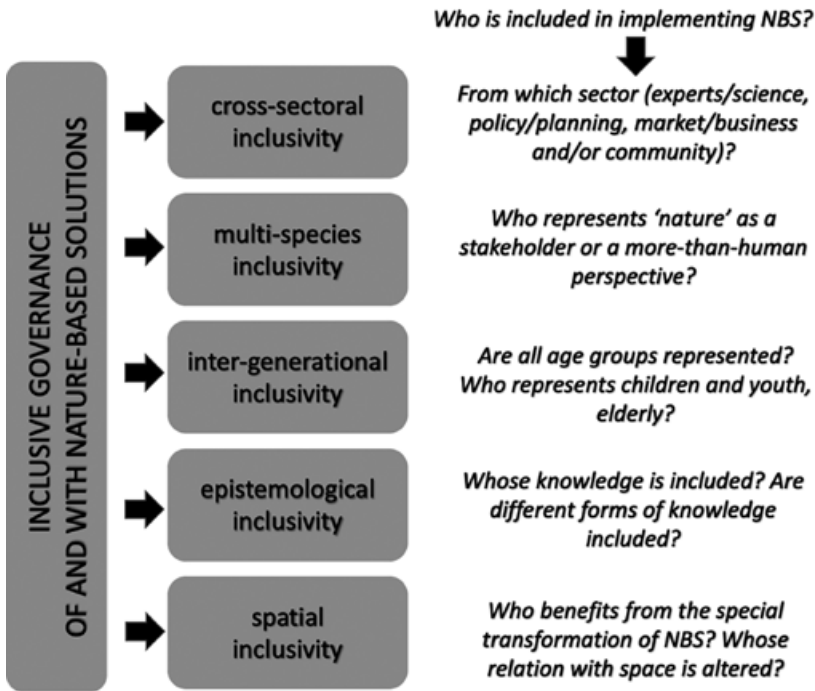 Who is included in implementing NBS?
INCLUSIVE GOVERNANCE
OF AND WITH NATURE-BASED SOLUTIONS
cross-sectoral
inclusivity
From which sector (experts/science,
policy/planning, market/business
and/or community)?
multi-species
inclusivity
Who represents ‘nature’ as a
stakeholder or a more-than-human
perspective?
inter-generational
inclusivity
Are all age groups represented?
Who represents children and youth,
elderly?
epistemological
inclusivity
Whose knowledge is included? Are
different forms of knowledge
included?
spatial
inclusivity
Who benefits from the special
transformation of NBS? Whose
relation with space is altered?